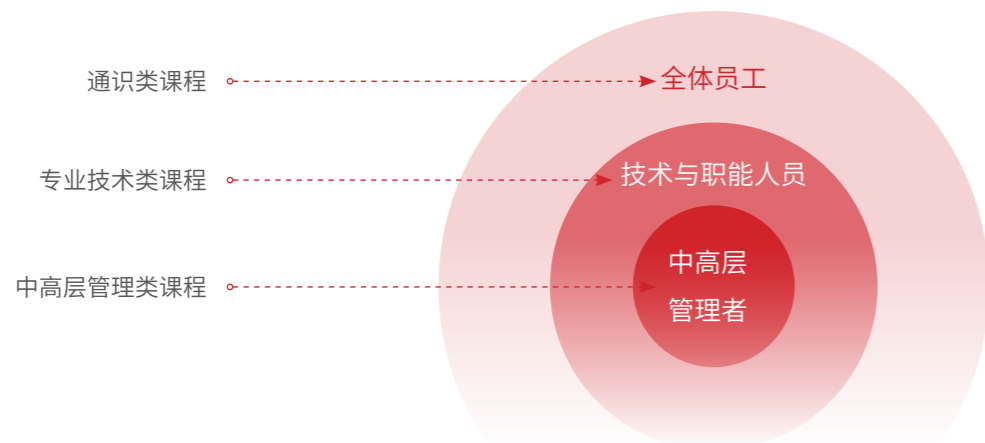 通识类课程
全体员工
专业技术类课程
技术与职能人员
中高层管理类课程
中高层
管理者